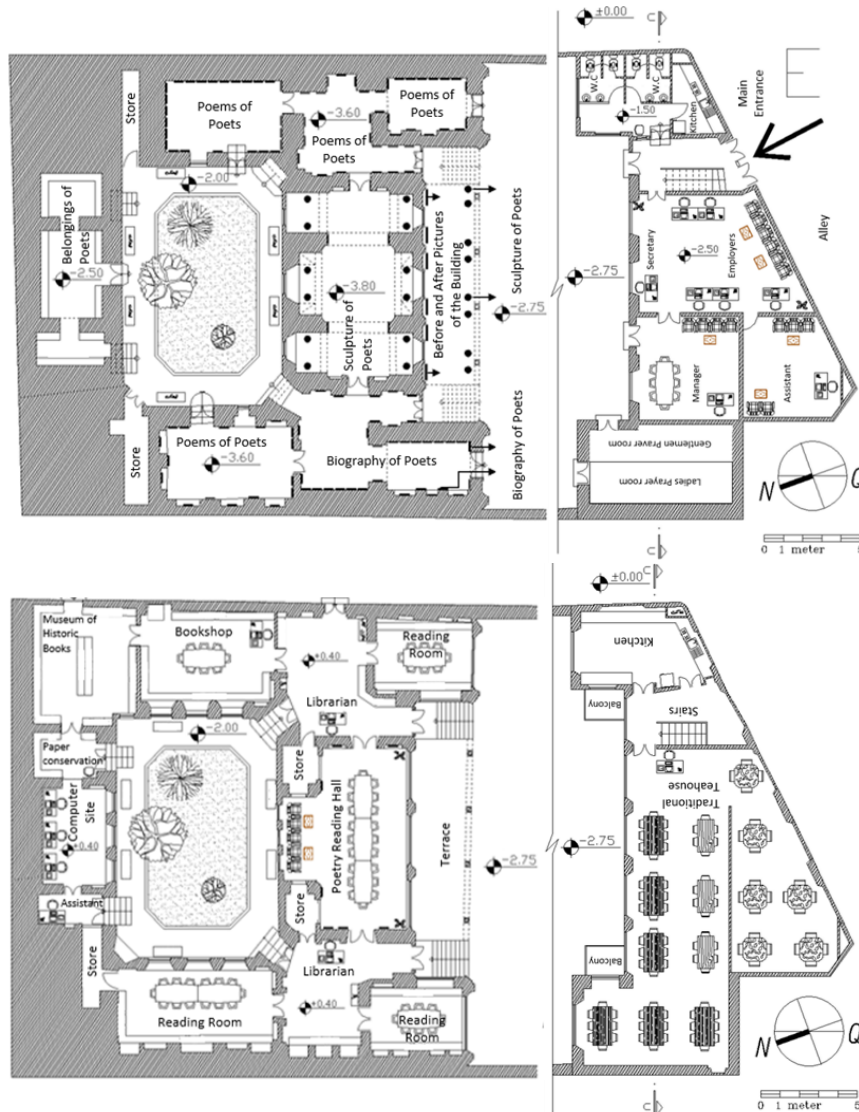 ±0.00
W.C
W.C
-1.50
Kitchen
Main
Entrance
Alley
Store
Poems of
Poets
-3.60
Poems of
Poets
Poems of
Poets
-2.00
Belongings of
Poets
-2.50
-3.80
Sculpture of
Poets
Before and After Pictures
of the Building
Sculpture of Poets
-2.75
-2.75
Secretary
-2.50
Employers
Manager
Assistant
Gentlemen Prayer room
Ladies Prayer room
Store
Poems of Poets
-3.60
Biography of Poets
Biography of Poets
N
Q
0 1 meter
±0.00
Museum of
Historic
Books
Bookshop
+0.40
Reading
Room
Librarian
-2.00
Paper
conservation
Store
Computer
Site
+0.40
Poetry Reading Hall
Terrace
-2.75
-2.75
Assistant
Store
Store
Librarian
+0.40
Reading Room
Reading
Room
Kitchen
Balcony
Stairs
Traditional
Teahouse
Balcony
N
Q
0 1 meter 5